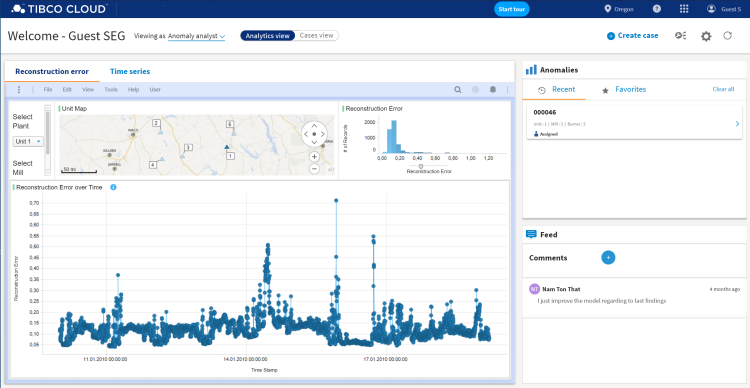 TIBCO CLOUD™
Start tour
Oregon
Guest S
Welcome - Guest SEG
Viewing as Anomaly analyst
Analytics view
Cases view
Create case
Reconstruction error
Time series
File Edit View Tools Help User
Select
Plant
Unit 1
Select
Mill
Unit Map
2
6
3
1
4
50 mi
Reconstruction Error
# of Records
2000
1000
0
0,00 0,20 0,40 0,60 0,80 1,00 1,20
Reconstruction Error
Reconstruction Error over Time
Reconstruction Error
0,70
0,65
0,60
0,55
0,50
0,45
0,40
0,35
0,30
0,25
0,20
0,15
0,10
0,05
11.01.2010 00:00:00
14.01.2010 00:00:00
17.01.2010 00:00:00
Time Stamp
Anomalies
Recent
Favorites
Clear all
000046
Unit: 1 | Mill: 3 | Burner: 3
Assigned
Feed
Comments
NT
Nam Ton That
4 months ago
I just improve the model regarding to last findings